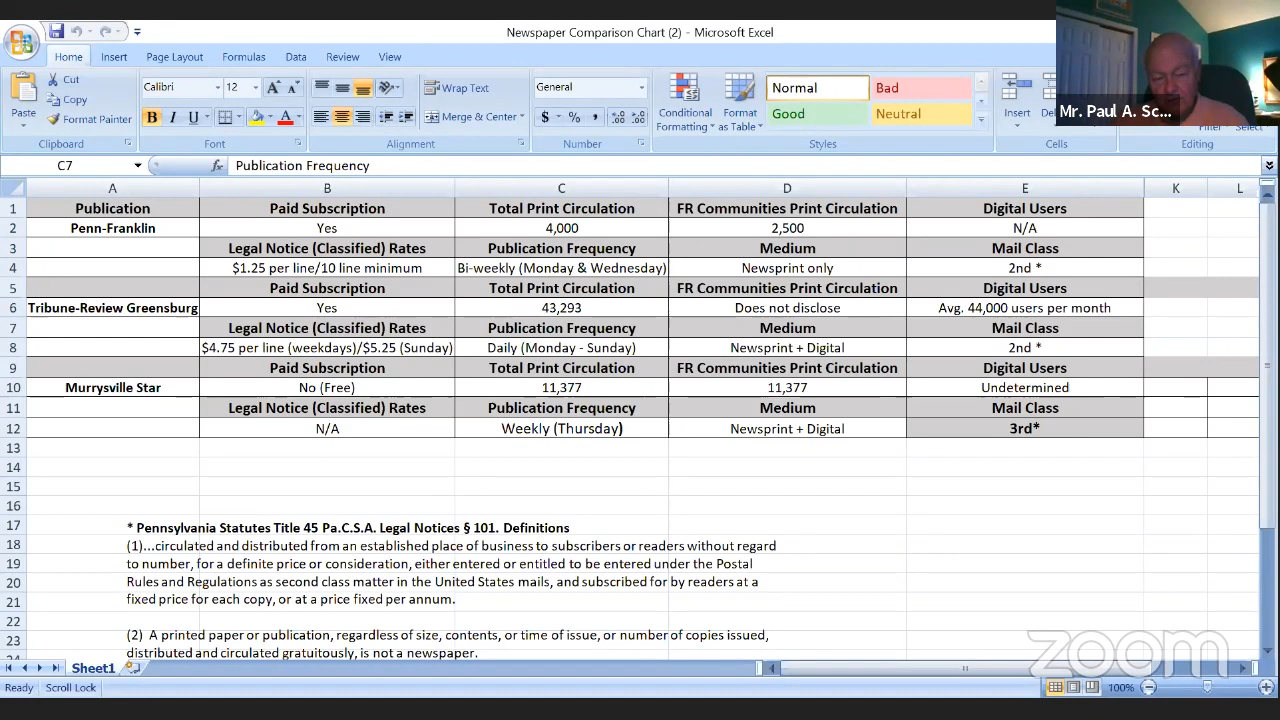 Newspaper Comparison Chart (2) - Microsoft Excel
Home Insert Page Layout Formulas Data Review View
Cut
Copy
Format Painter
Paste
Calibri 12
B I U
Wrap Text
Merge & Center
General
$ % ,
Conditional Formatting
Format as Table
Normal Bad
Good Neutral
Insert
Mr. Paul A. Sc...
Clipboard Font Alignment Number Styles Cells Editing
C7 fx Publication Frequency
A B C D E K L
1 Publication Paid Subscription Total Print Circulation FR Communities Print Circulation Digital Users
2 Penn-Franklin Yes 4,000 2,500 N/A
3 Legal Notice (Classified) Rates Publication Frequency Medium Mail Class
4 $1.25 per line/10 line minimum Bi-weekly (Monday & Wednesday) Newsprint only 2nd *
5 Paid Subscription Total Print Circulation FR Communities Print Circulation Digital Users
6 Tribune-Review Greensburg Yes 43,293 Does not disclose Avg. 44,000 users per month
7 Legal Notice (Classified) Rates Publication Frequency Medium Mail Class
8 $4.75 per line (weekdays)/$5.25 (Sunday) Daily (Monday - Sunday) Newsprint + Digital 2nd *
9 Paid Subscription Total Print Circulation FR Communities Print Circulation Digital Users
10 Murrysville Star No (Free) 11,377 11,377 Undetermined
11 Legal Notice (Classified) Rates Publication Frequency Medium Mail Class
12 N/A Weekly (Thursday) Newsprint + Digital 3rd*
13
14
15
16
17 * Pennsylvania Statutes Title 45 Pa.C.S.A. Legal Notices § 101. Definitions
18 (1)...circulated and distributed from an established place of business to subscribers or readers without regard
19 to number, for a definite price or consideration, either entered or entitled to be entered under the Postal
20 Rules and Regulations as second class matter in the United States mails, and subscribed for by readers at a
21 fixed price for each copy, or at a price fixed per annum.
22
23 (2) A printed paper or publication, regardless of size, contents, or time of issue, or number of copies issued,
distributed and circulated gratuitously, is not a newspaper.
zoom
Sheet1
Ready Scroll Lock 100%